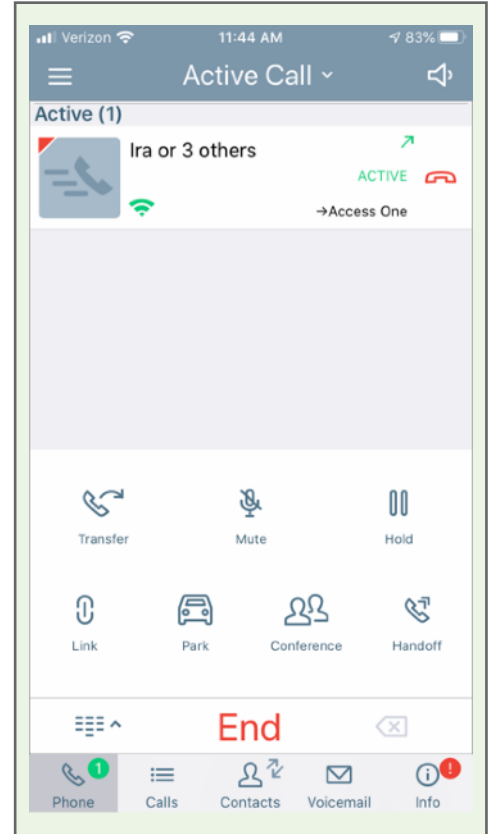 Verizon 11:44 AM 83%
Active Call
Active (1)
Ira or 3 others
ACTIVE
→Access One
Transfer Mute Hold
Link Park Conference Handoff
End
1 !
Phone Calls Contacts Voicemail Info